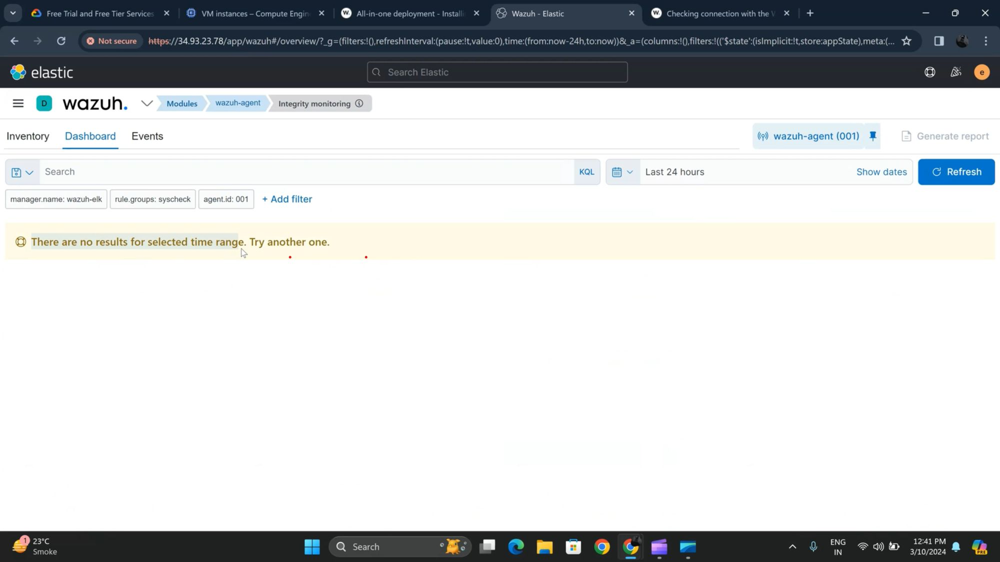 Free Trial and Free Tier Services
VM instances – Compute Engin
All-in-one deployment - Installi
Wazuh - Elastic
Checking connection with the W
Not secure
https://34.93.23.78/app/wazuh#/overview/?_g=(filters:!(),refreshInterval:(pause:!t,value:0),time:(from:now-24h,to:now))&_a=(columns:!(),filters:!(('$state':(isImplicit:!t,store:appState),meta:(...
elastic
Search Elastic
e
D
wazuh.
Modules
wazuh-agent
Integrity monitoring
Inventory
Dashboard
Events
wazuh-agent (001)
Generate report
Search
KQL
Last 24 hours
Show dates
Refresh
manager.name: wazuh-elk
rule.groups: syscheck
agent.id: 001
+ Add filter
There are no results for selected time range. Try another one.
1
23°C
Smoke
Search
ENG
IN
12:41 PM
3/10/2024
PRE